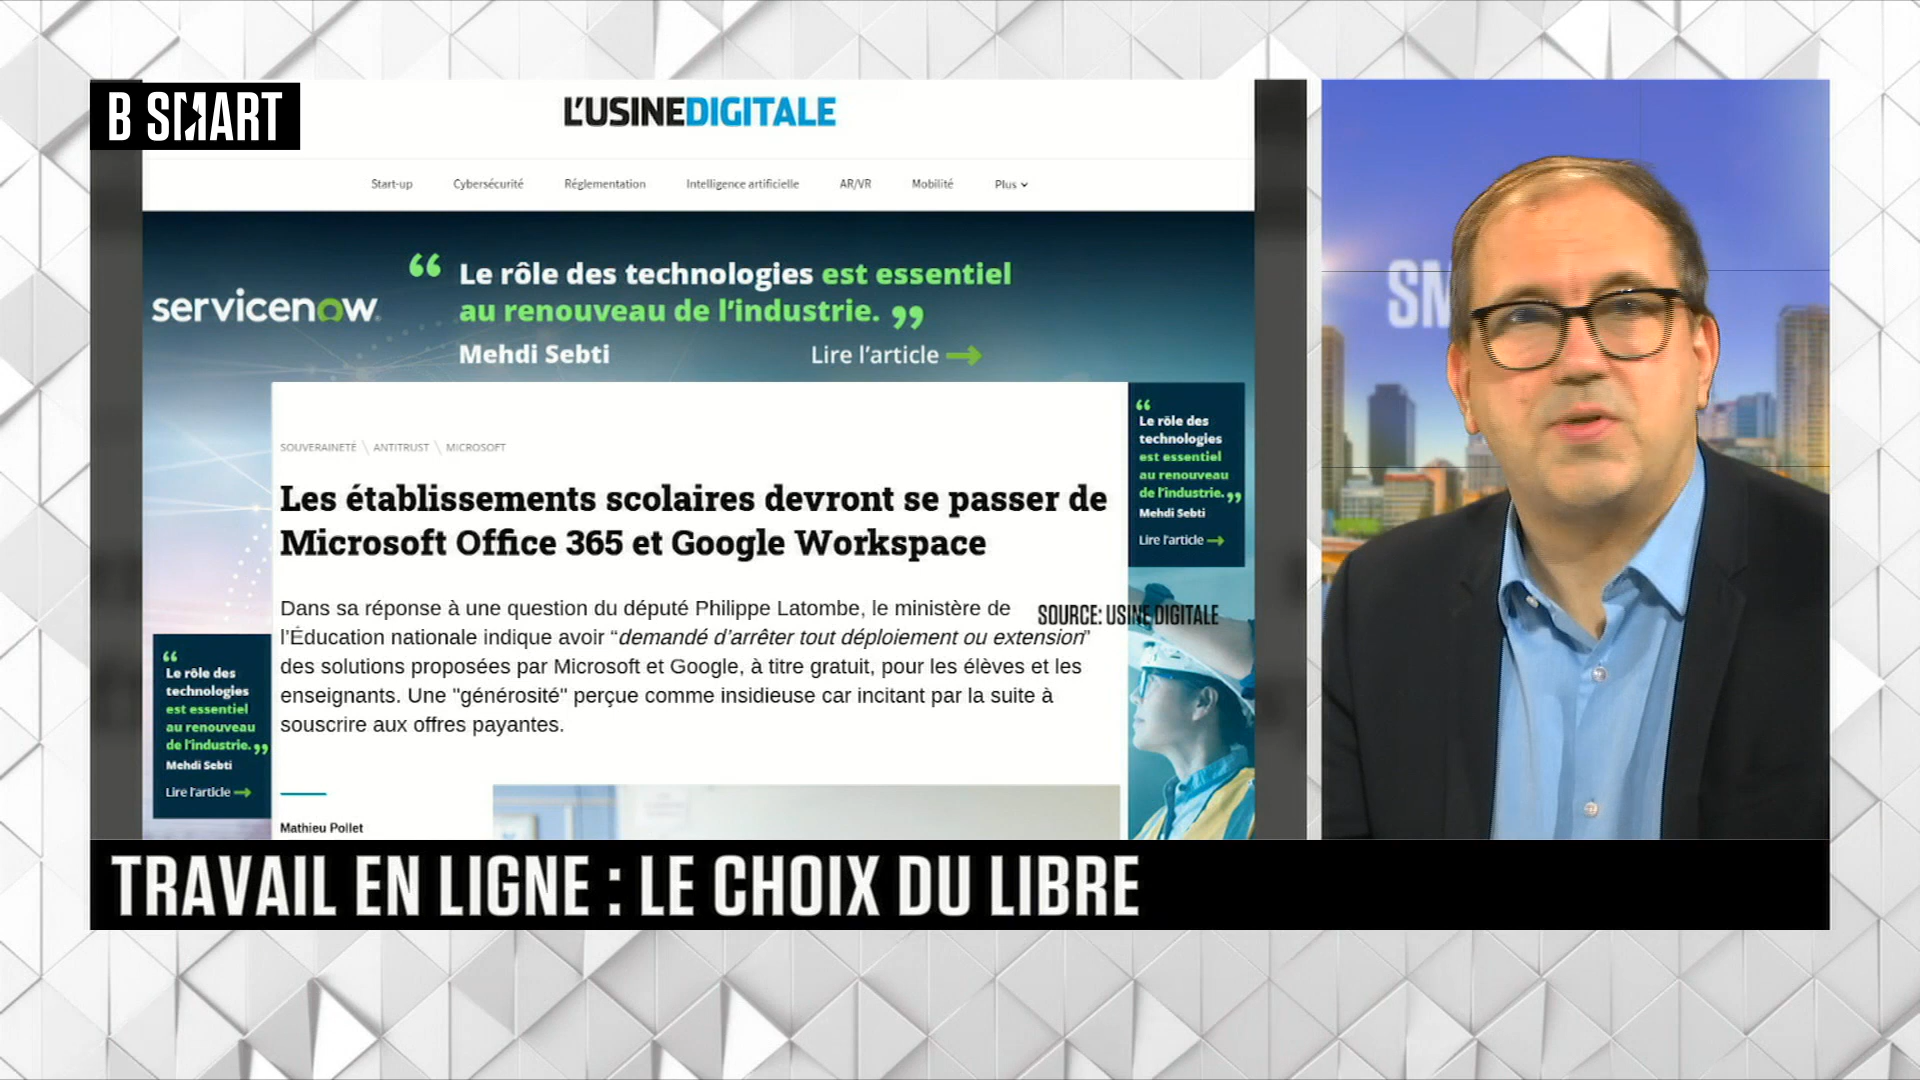 B SMART
L'USINEDIGITALE
Start-up Cybersécurité Réglementation Intelligence artificielle AR/VR Mobilité Plus
servicenow
“ Le rôle des technologies est essentiel
au renouveau de l’industrie. ”
Mehdi Sebti Lire l’article →
SOUVERAINETÉ \ ANTITRUST \ MICROSOFT
Les établissements scolaires devront se passer de
Microsoft Office 365 et Google Workspace
Dans sa réponse à une question du député Philippe Latombe, le ministère de
l’Éducation nationale indique avoir “demandé d’arrêter tout déploiement ou extension”
des solutions proposées par Microsoft et Google, à titre gratuit, pour les élèves et les
enseignants. Une "générosité" perçue comme insidieuse car incitant par la suite à
souscrire aux offres payantes.
Mathieu Pollet
“
Le rôle des
technologies
est essentiel
au renouveau
de l’industrie. ”
Mehdi Sebti
Lire l’article →
“
Le rôle des
technologies
est essentiel
au renouveau
de l’industrie. ”
Mehdi Sebti
Lire l’article →
SOURCE: USINE DIGITALE
SM
TRAVAIL EN LIGNE : LE CHOIX DU LIBRE